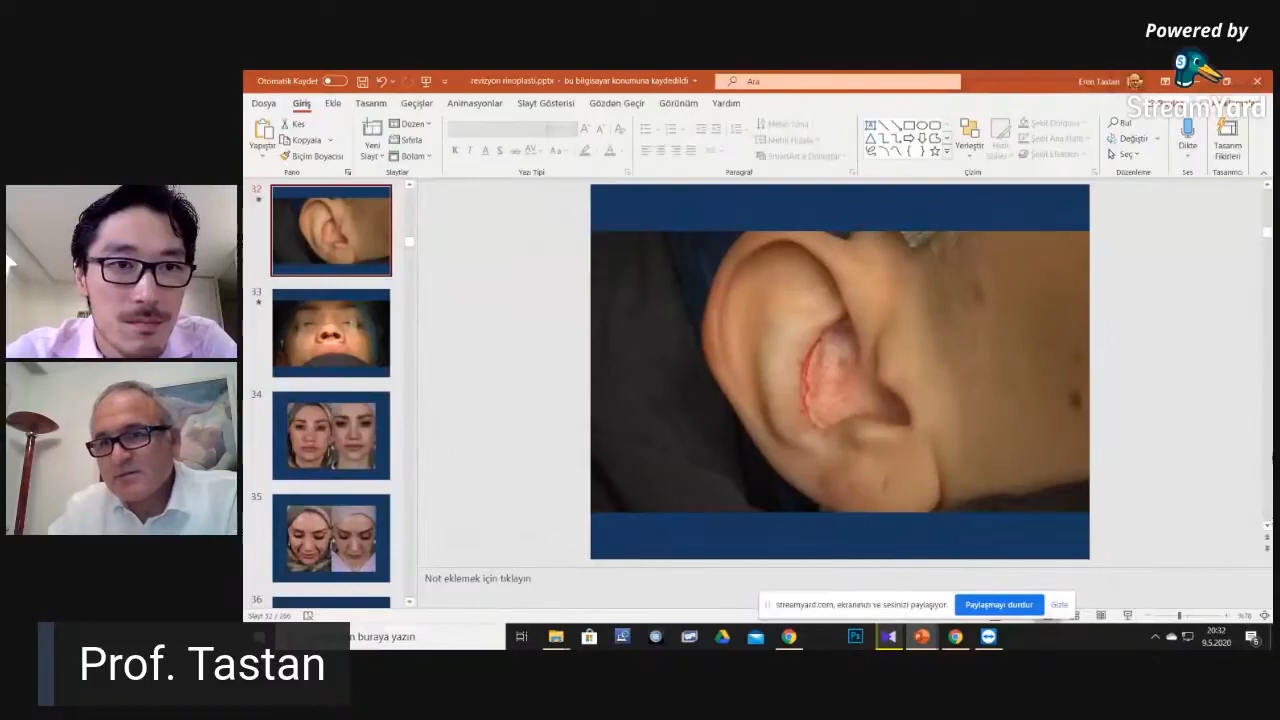 Powered by
StreamYard
Otomatik Kaydet
revizyon rinoplasti.pptx - bu bilgisayar konumuna kaydedildi
Ara
Eren Tastan
Dosya Giriş Ekle Tasarım Geçişler Animasyonlar Slayt Gösterisi Gözden Geçir Görünüm Yardım
Yapıştır
Kes
Kopyala
Biçim Boyacısı
Pano
Yeni
Slayt
Düzen
Sıfırla
Bölüm
Slaytlar
Yazı Tipi
Paragraf
Yerleştir
Çizim
Bul
Değiştir
Seç
Düzenleme
Dikte
Ses
Tasarım
Fikirleri
32
33
34
35
36
Not eklemek için tıklayın
Slayt 32 / 266
streamyard.com, ekranınızı ve sesinizi paylaşıyor.
Paylaşmayı durdur
Gizle
%78
buraya yazın
20:32
9.5.2020
Prof. Tastan